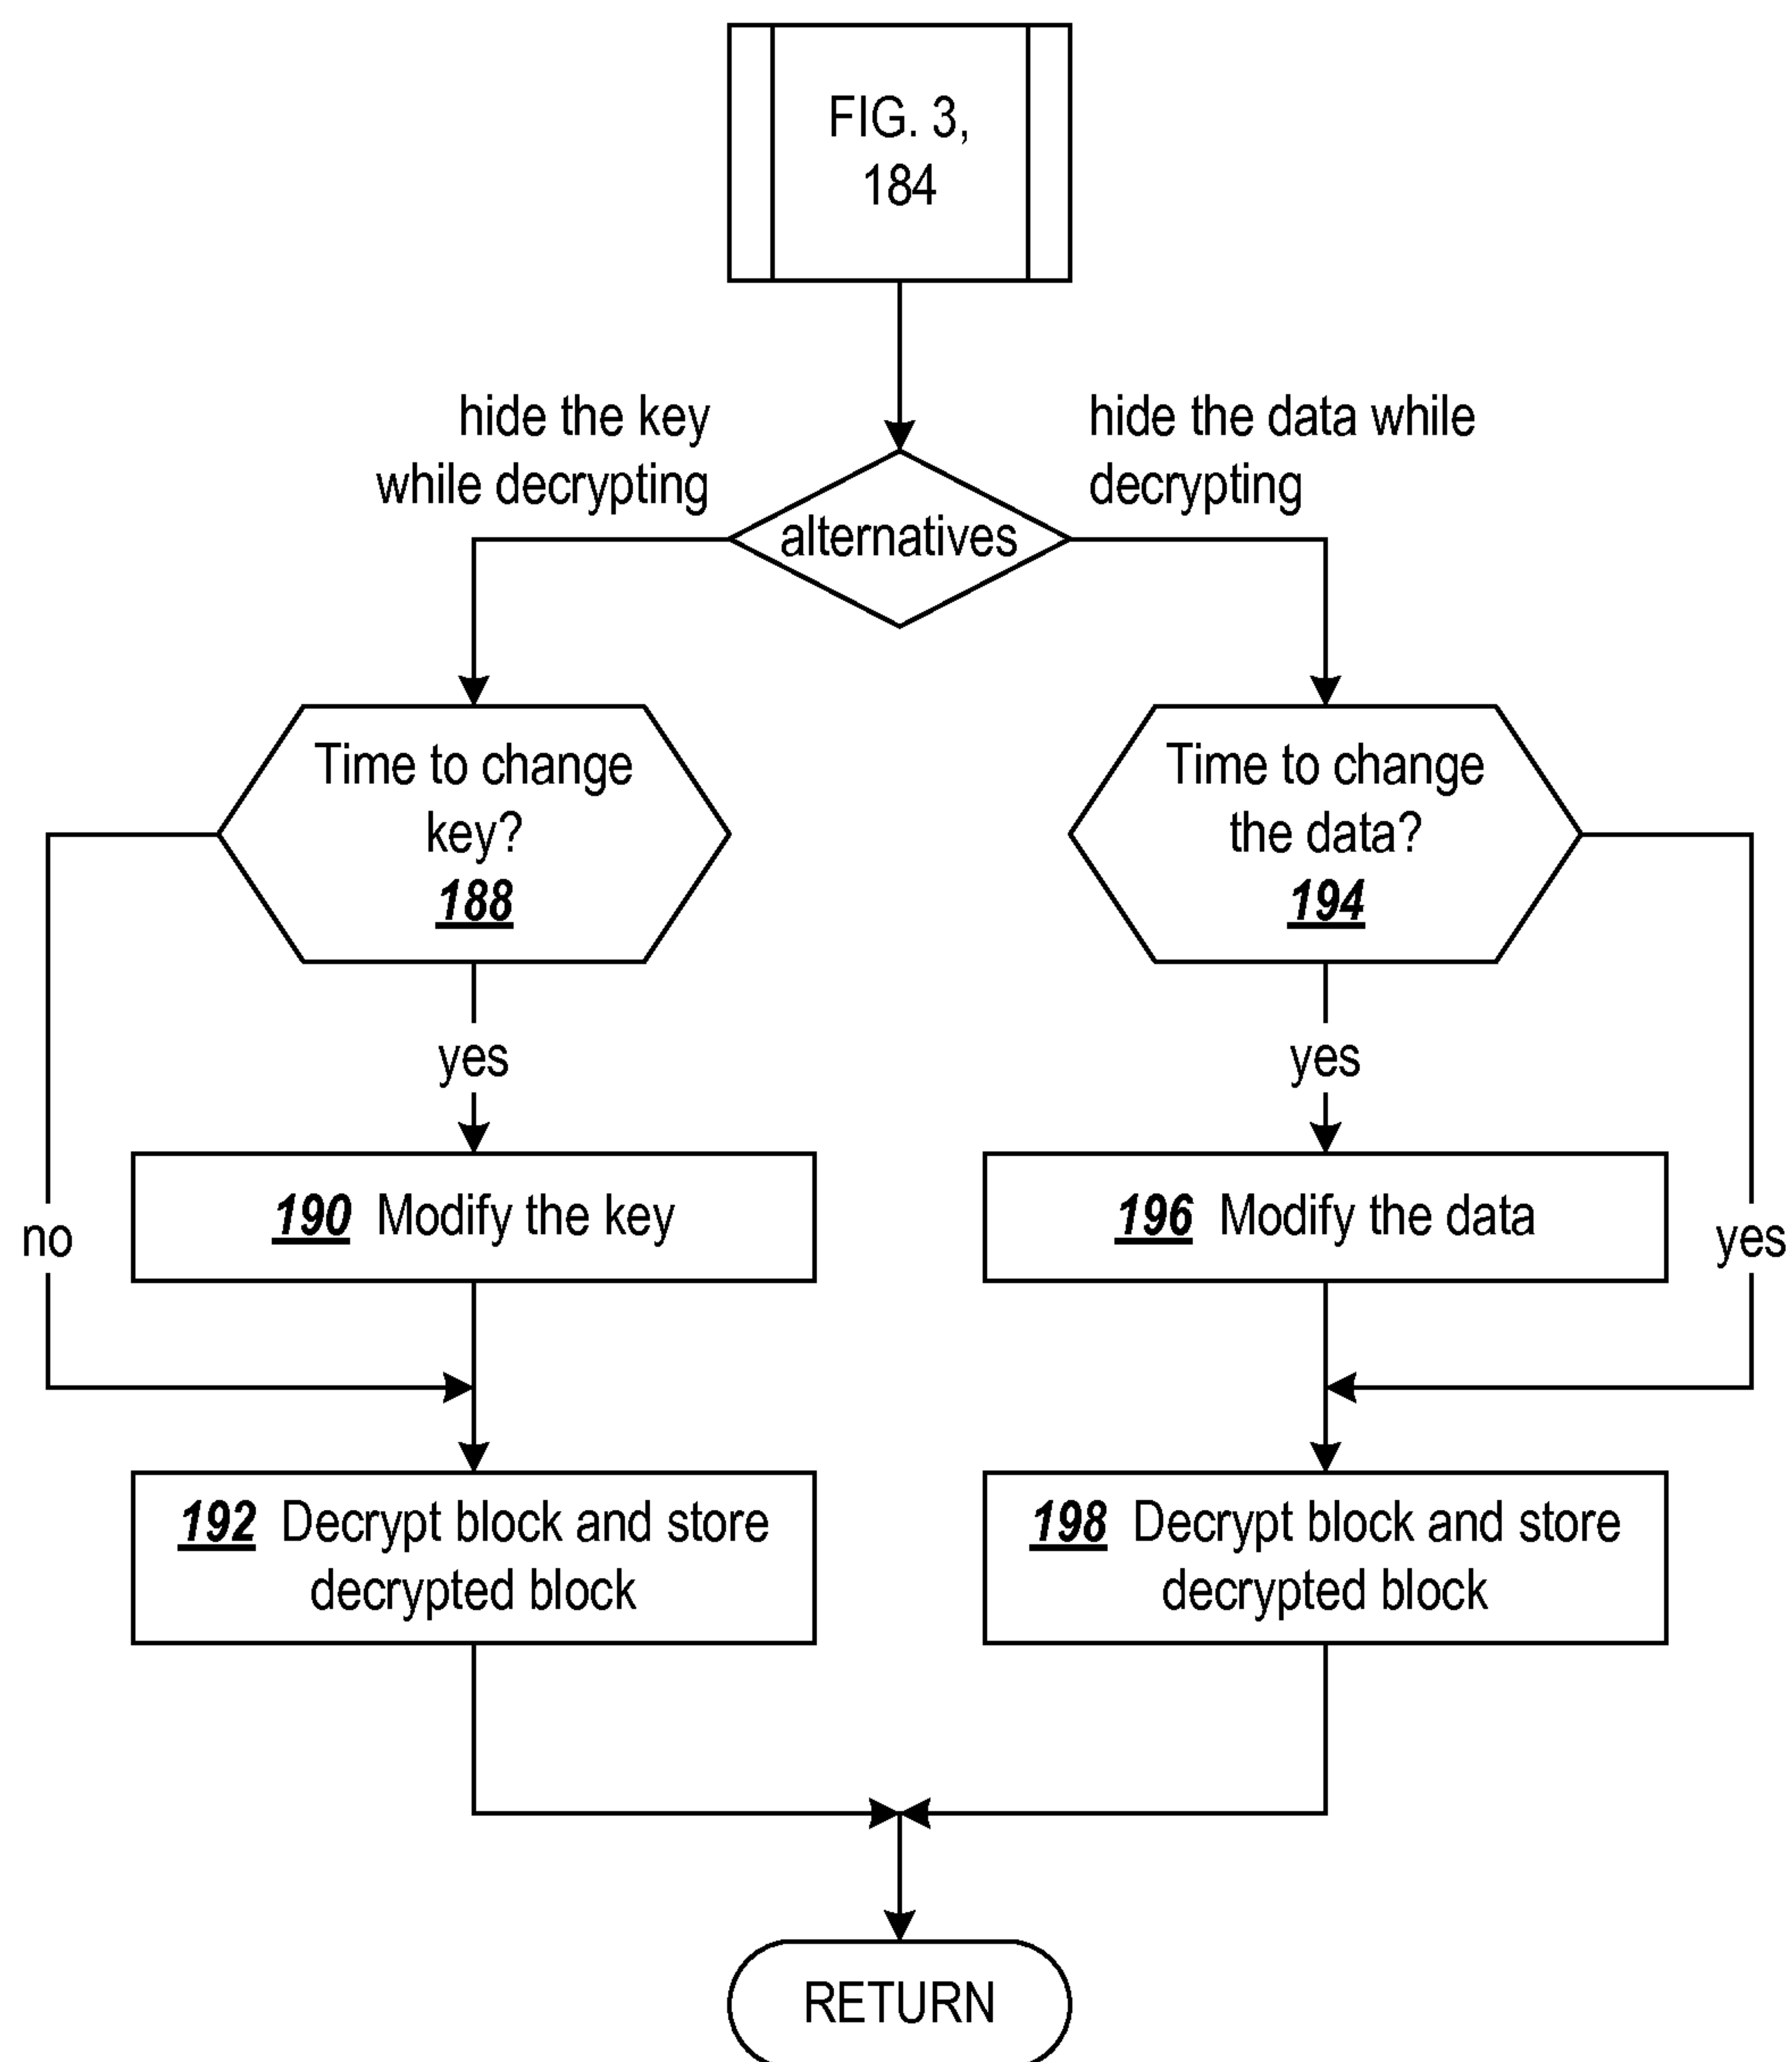 FIG. 3,
184
hide the key
while decrypting
hide the data while
decrypting
alternatives
Time to change
key?
188
Time to change
the data?
194
yes
yes
190 Modify the key
196 Modify the data
no
yes
192 Decrypt block and store
decrypted block
198 Decrypt block and store
decrypted block
RETURN